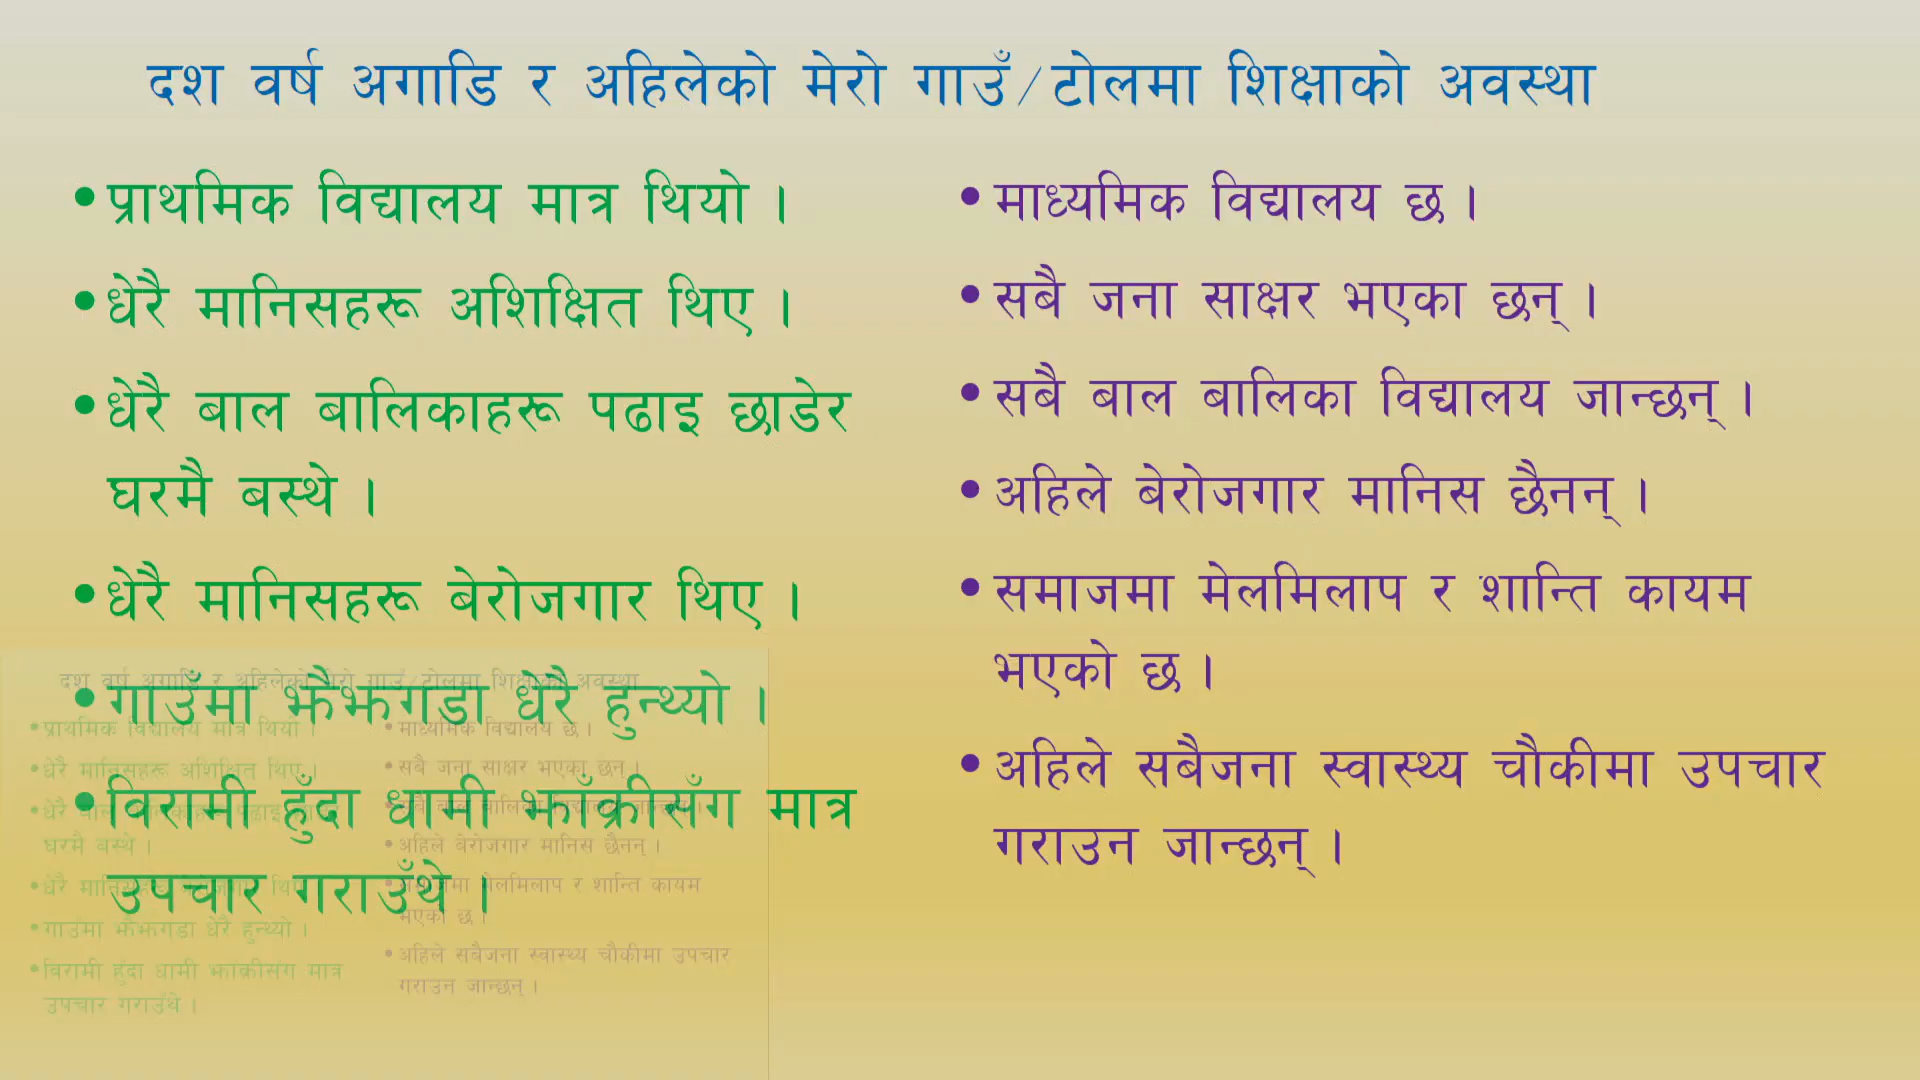 दश वर्ष अगाडि र अहिलेको मेरो गाउँ/टोलमा शिक्षाको अवस्था
•प्राथमिक विद्यालय मात्र थियो ।
•धेरै मानिसहरू अशिक्षित थिए ।
•धेरै बाल बालिकाहरू पढाइ छाडेर
घरमै बस्थे ।
•धेरै मानिसहरू बेरोजगार थिए ।
•गाउँमा झैझगडा धेरै हुन्थ्यो ।
•बिरामी हुँदा धामी झाँक्रीसँग मात्र
उपचार गराउँथे ।
•माध्यमिक विद्यालय छ ।
•सबै जना साक्षर भएका छन् ।
•सबै बाल बालिका विद्यालय जान्छन् ।
•अहिले बेरोजगार मानिस छैनन् ।
•समाजमा मेलमिलाप र शान्ति कायम
भएको छ ।
•अहिले सबैजना स्वास्थ्य चौकीमा उपचार
गराउन जान्छन् ।